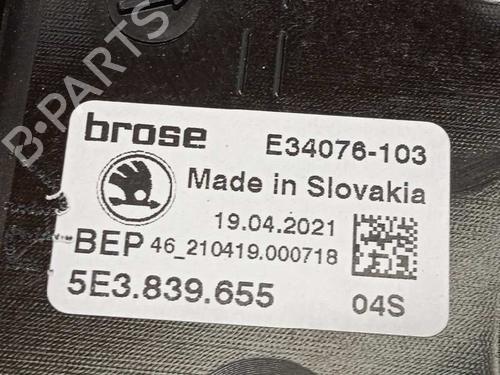 B-PARTS
brose E34076-103
Made in Slovakia
19.04.2021
BEP 46_210419.000718
5E3.839.655 04S